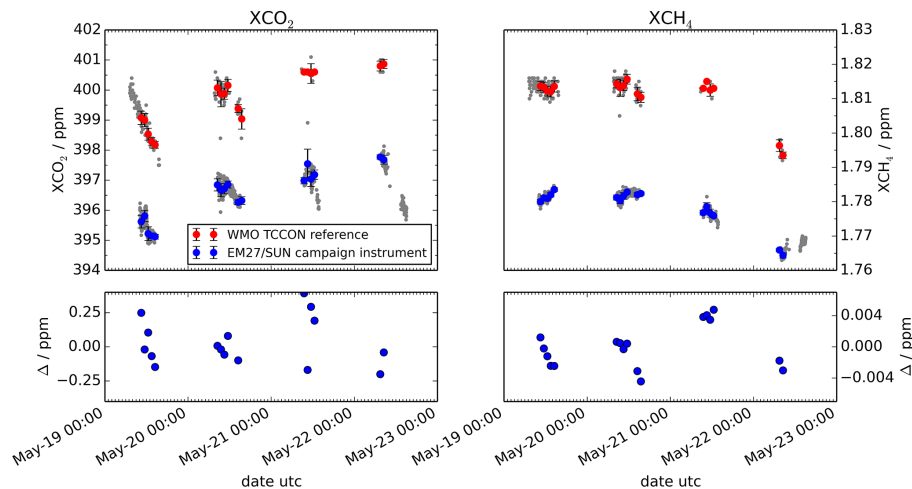 XCO₂
XCH₄
402
401
400
399
398
397
396
395
394
XCO₂ / ppm
WMO TCCON reference
EM27/SUN campaign instrument
1.83
1.82
1.81
1.80
1.79
1.78
1.77
1.76
XCH₄ / ppm
0.25
0.00
−0.25
Δ / ppm
0.004
0.000
−0.004
Δ / ppm
May-19 00:00
May-20 00:00
May-21 00:00
May-22 00:00
May-23 00:00
date utc
May-19 00:00
May-20 00:00
May-21 00:00
May-22 00:00
May-23 00:00
date utc